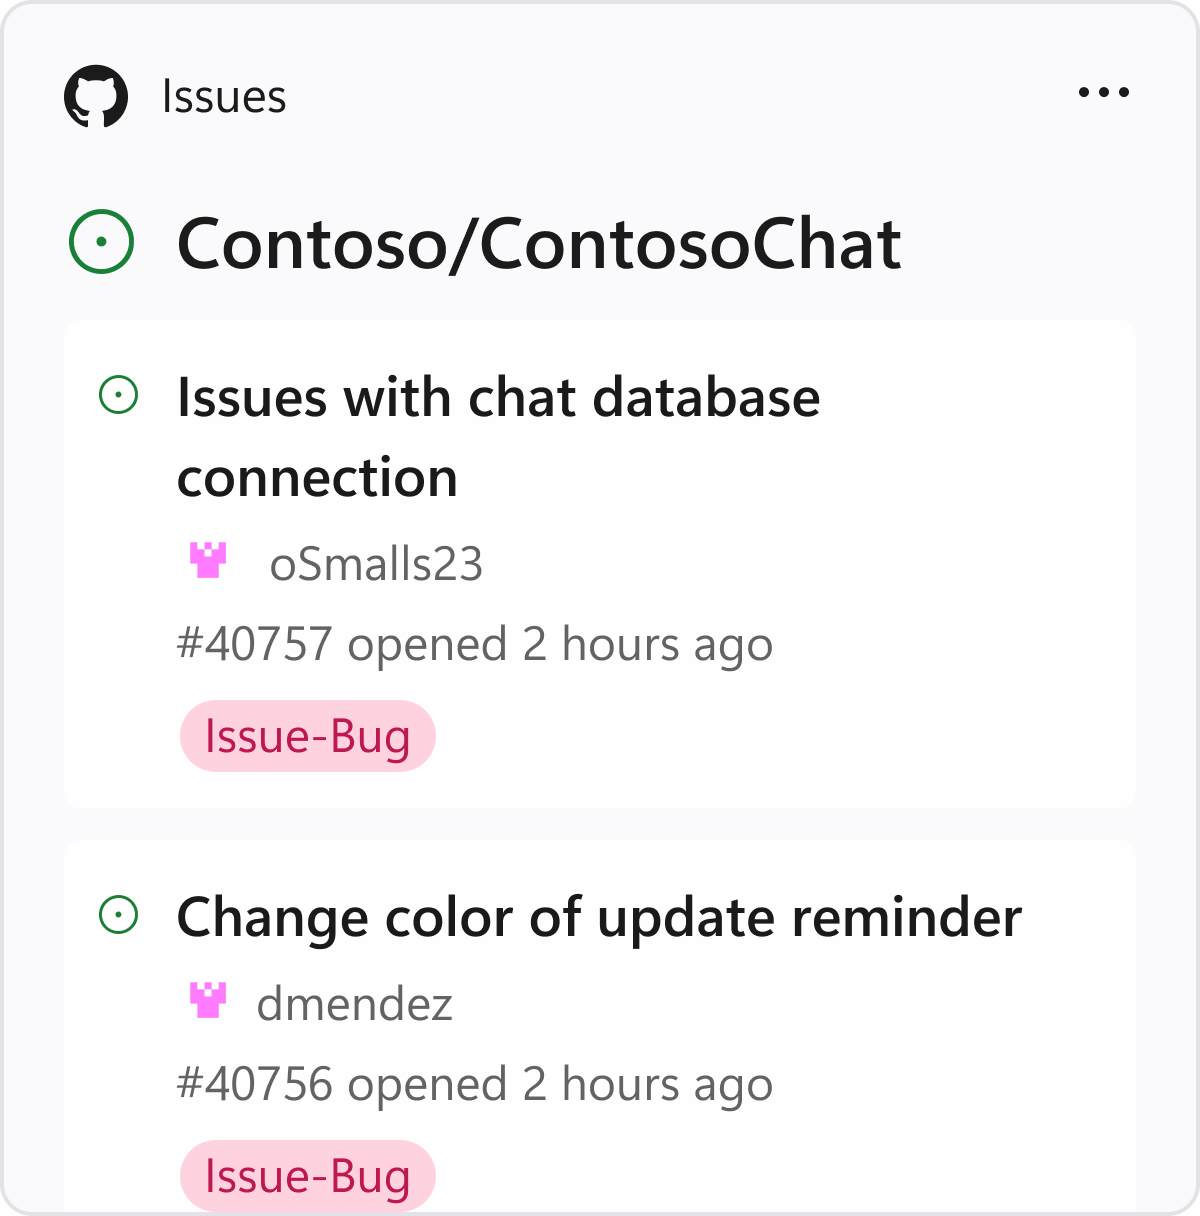 Issues
Contoso/ContosoChat
Issues with chat database
connection
oSmalls23
#40757 opened 2 hours ago
Issue-Bug
Change color of update reminder
dmendez
#40756 opened 2 hours ago
Issue-Bug